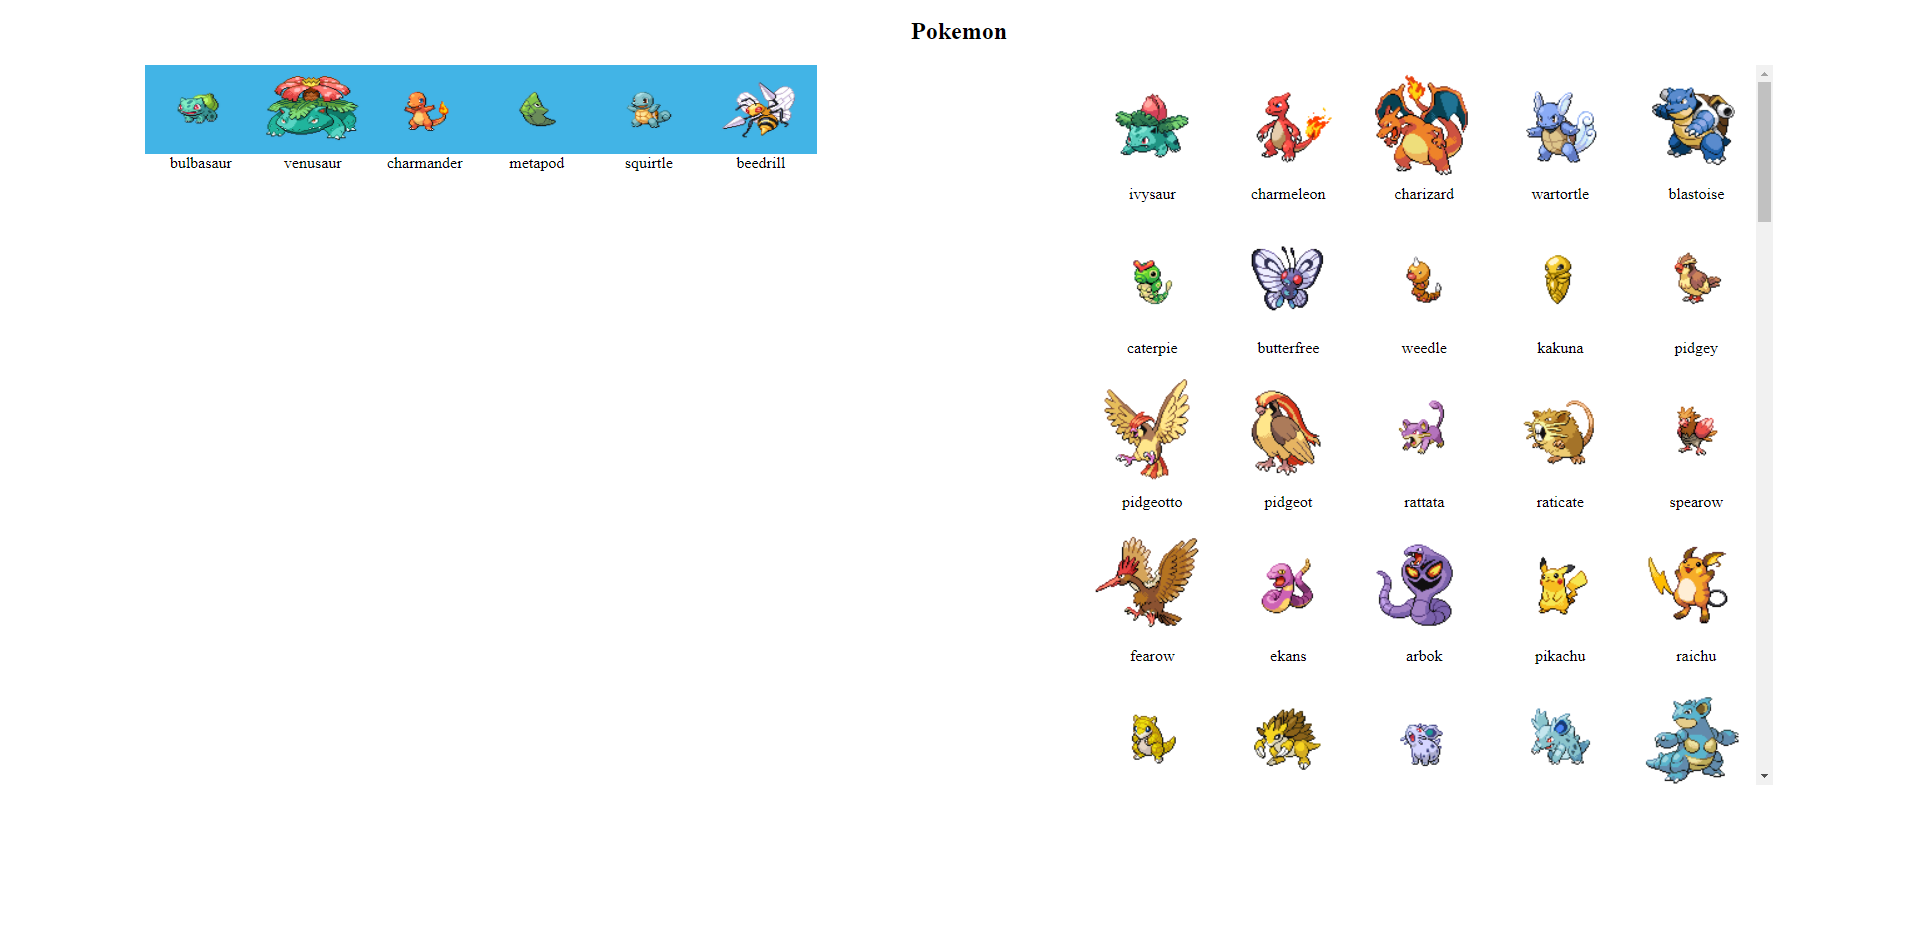 Pokemon
bulbasaur venusaur charmander metapod squirtle beedrill
ivysaur charmeleon charizard wartortle blastoise
caterpie butterfree weedle kakuna pidgey
pidgeotto pidgeot rattata raticate spearow
fearow ekans arbok pikachu raichu